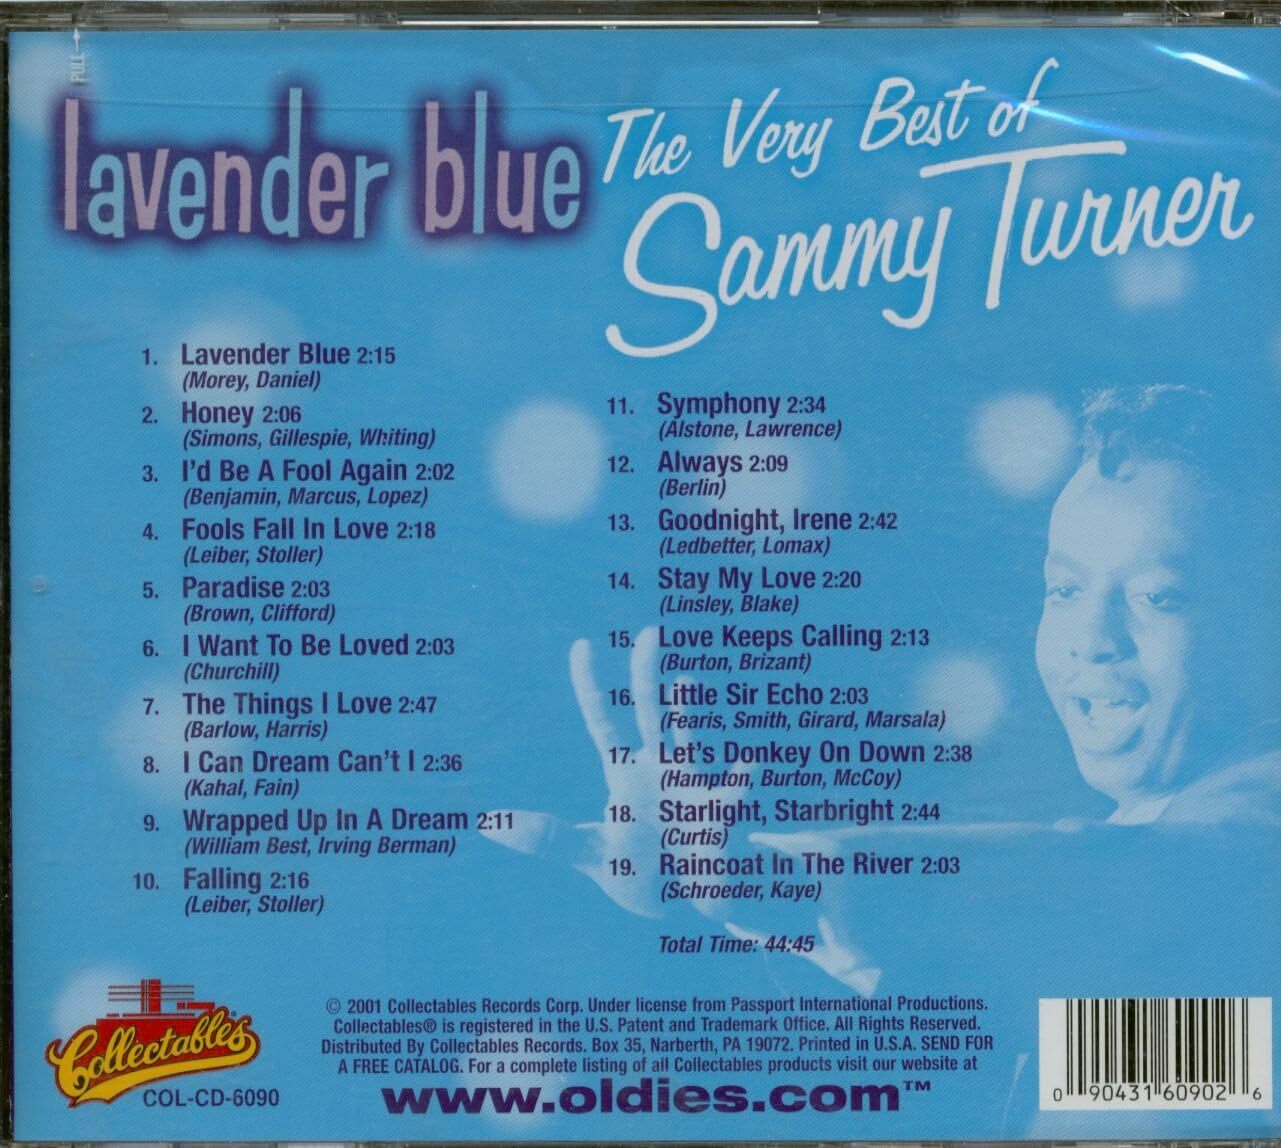 PULL→
lavender blue
The Very Best of
Sammy Turner
1. Lavender Blue 2:15
(Morey, Daniel)
2. Honey 2:06
(Simons, Gillespie, Whiting)
3. I'd Be A Fool Again 2:02
(Benjamin, Marcus, Lopez)
4. Fools Fall In Love 2:18
(Leiber, Stoller)
5. Paradise 2:03
(Brown, Clifford)
6. I Want To Be Loved 2:03
(Churchill)
7. The Things I Love 2:47
(Barlow, Harris)
8. I Can Dream Can't I 2:36
(Kahal, Fain)
9. Wrapped Up In A Dream 2:11
(William Best, Irving Berman)
10. Falling 2:16
(Leiber, Stoller)
11. Symphony 2:34
(Alstone, Lawrence)
12. Always 2:09
(Berlin)
13. Goodnight, Irene 2:42
(Ledbetter, Lomax)
14. Stay My Love 2:20
(Linsley, Blake)
15. Love Keeps Calling 2:13
(Burton, Brizant)
16. Little Sir Echo 2:03
(Fearis, Smith, Girard, Marsala)
17. Let's Donkey On Down 2:38
(Hampton, Burton, McCoy)
18. Starlight, Starbright 2:44
(Curtis)
19. Raincoat In The River 2:03
(Schroeder, Kaye)
Total Time: 44:45
Collectables
COL-CD-6090
© 2001 Collectables Records Corp. Under license from Passport International Productions.
Collectables® is registered in the U.S. Patent and Trademark Office. All Rights Reserved.
Distributed By Collectables Records. Box 35, Narberth, PA 19072. Printed in U.S.A. SEND FOR
A FREE CATALOG. For a complete listing of all Collectables products visit our website at
www.oldies.com™
0 90431 60902 6